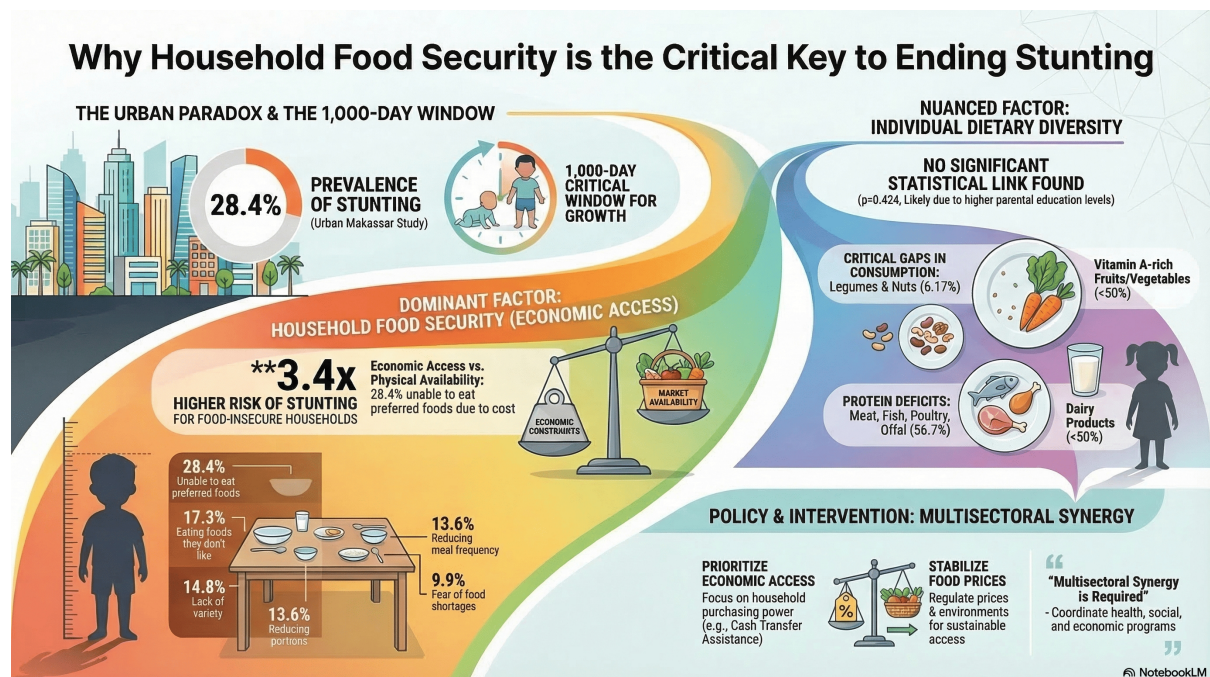 Why Household Food Security is the Critical Key to Ending Stunting
THE URBAN PARADOX & THE 1,000-DAY WINDOW
28.4%
PREVALENCE
OF STUNTING
(Urban Makassar Study)
1,000-DAY
CRITICAL
WINDOW FOR
GROWTH
DOMINANT FACTOR:
HOUSEHOLD FOOD SECURITY (ECONOMIC ACCESS)
**3.4x
HIGHER RISK OF STUNTING
FOR FOOD-INSECURE HOUSEHOLDS
Economic Access vs.
Physical Availability:
28.4% unable to eat
preferred foods due to cost
ECONOMIC
MARKET
AVAILABILITY
28.4%
Unable to eat
preferred foods
17.3%
Eating foods
they don't
like
14.8%
Lack of
variety
13.6%
Reducing
portrons
13.6%
Reducing
meal frequency
9.9%
Fear of food
shortages
NUANCED FACTOR:
INDIVIDUAL DIETARY DIVERSITY
NO SIGNIFICANT
STATISTICAL LINK FOUND
(p=0.424, Likely due to higher parental education levels)
CRITICAL GAPS IN
CONSUMPTION:
Legumes & Nuts (6.17%)
Vitamin A-rich
Fruits/Vegetables
(<50%)
PROTEIN DEFICITS:
Meat, Fish, Poultry,
Offal (56.7%)
Dairy
Products
(<50%)
POLICY & INTERVENTION: MULTISECTORAL SYNERGY
PRIORITIZE
ECONOMIC ACCESS
Focus on household
purchasing power
(e.g., Cash Transfer
Assistance)
%
STABILIZE
FOOD PRICES
Regulate prices
& environments
for sustainable
access
“
“Multisectoral Synergy
is Required”
- Coordinate health, social,
and economic programs
”
NotebookLM